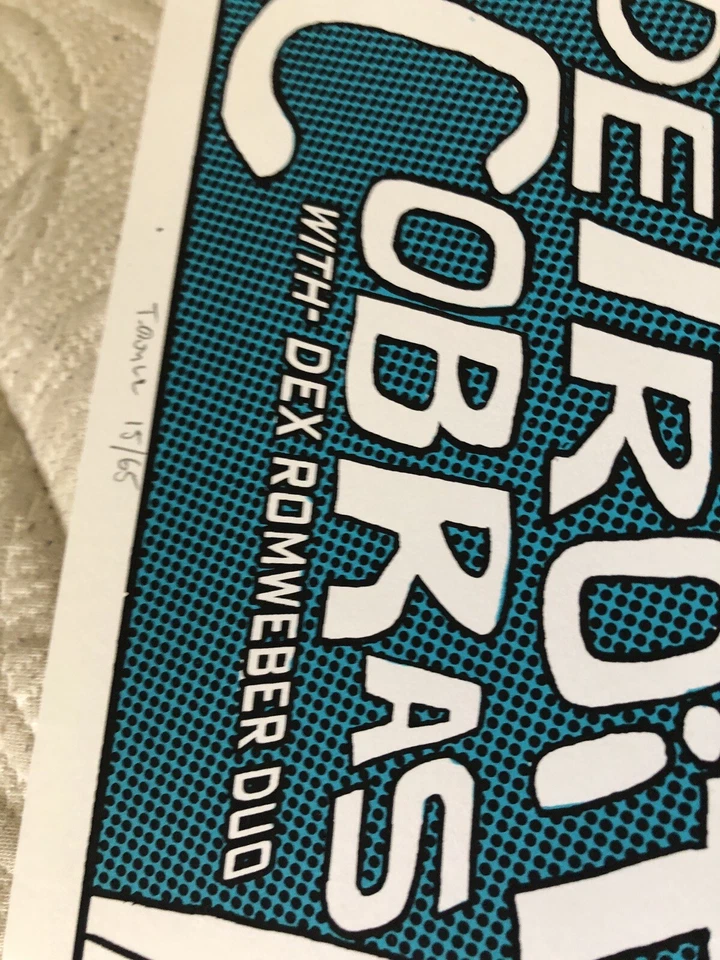 DETROiT
COBRAS
WITH- DEX ROMWEBER DUO
15/65